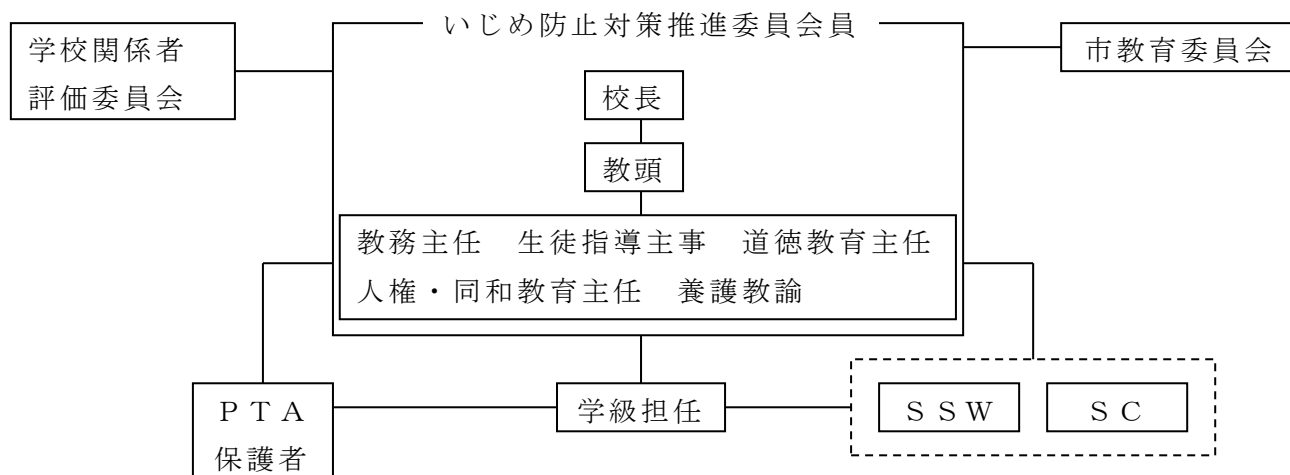 いじめ防止対策推進委員会員
学校関係者
評価委員会
市教育委員会
校長
教頭
教務主任　生徒指導主事　道徳教育主任
人権・同和教育主任　養護教諭
ＰＴＡ
保護者
学級担任
ＳＳＷ
ＳＣ